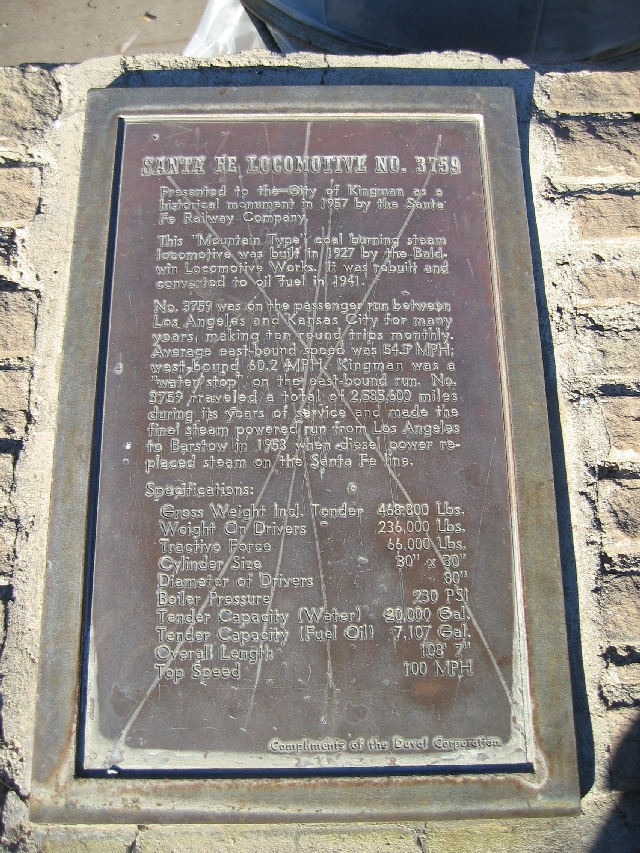 SANTA FE LOCOMOTIVE NO. 3759
Presented to the City of Kingman as a
historical monument in 1957 by the Santa
Fe Railway Company.
This "Mountain Type" coal burning steam
locomotive was built in 1927 by the Bald-
win Locomotive Works. It was rebuilt and
converted to oil fuel in 1941.
No. 3759 was on the passenger run between
Los Angeles and Kansas City for many
years, making ten round trips monthly.
Average east-bound speed was 54.3 MPH;
west-bound 60.2 MPH. Kingman was a
"water stop" on the east-bound run. No.
3759 traveled a total of 2,585,600 miles
during its years of service and made the
final steam powered run from Los Angeles
to Barstow in 1953 when diesel power re-
placed steam on the Santa Fe line.
Specifications:
Gross Weight Incl. Tender 468,800 Lbs.
Weight On Drivers 236,000 Lbs.
Tractive Force 66,000 Lbs.
Cylinder Size 30" x 30"
Diameter of Drivers 80"
Boiler Pressure 230 PSI
Tender Capacity (Water) 20,000 Gal.
Tender Capacity (Fuel Oil) 7,107 Gal.
Overall Length 108' 7"
Top Speed 100 MPH
Compliments of the Duval Corporation